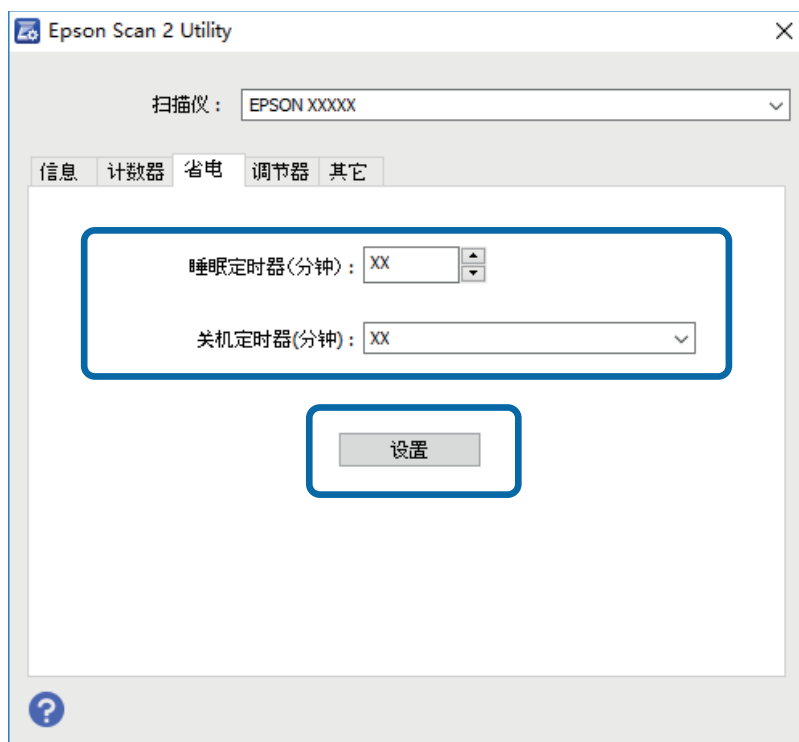 Epson Scan 2 Utility
扫描仪： EPSON XXXXX
信息 计数器 省电 调节器 其它
睡眠定时器(分钟)： XX
关机定时器(分钟)： XX
设置
?